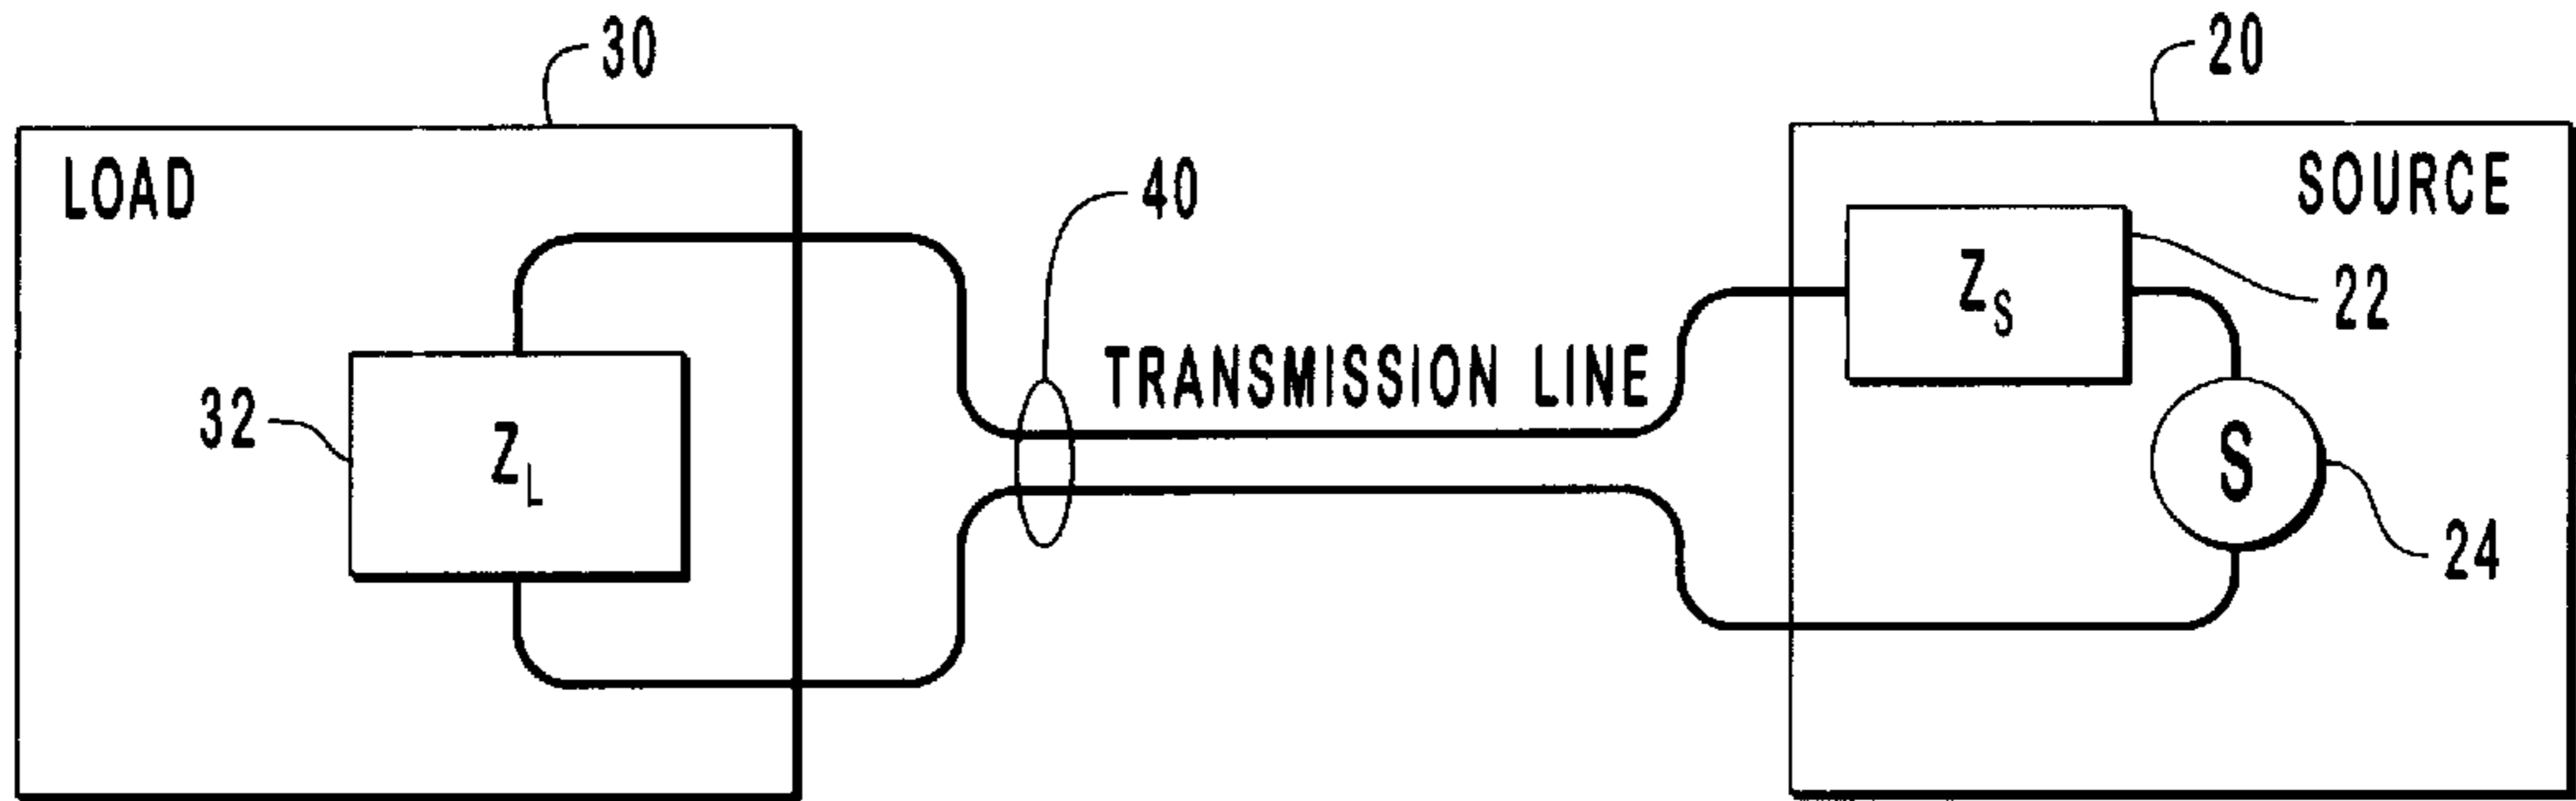 30
20
LOAD
SOURCE
40
Z_S
22
TRANSMISSION LINE
32
Z_L
S
24